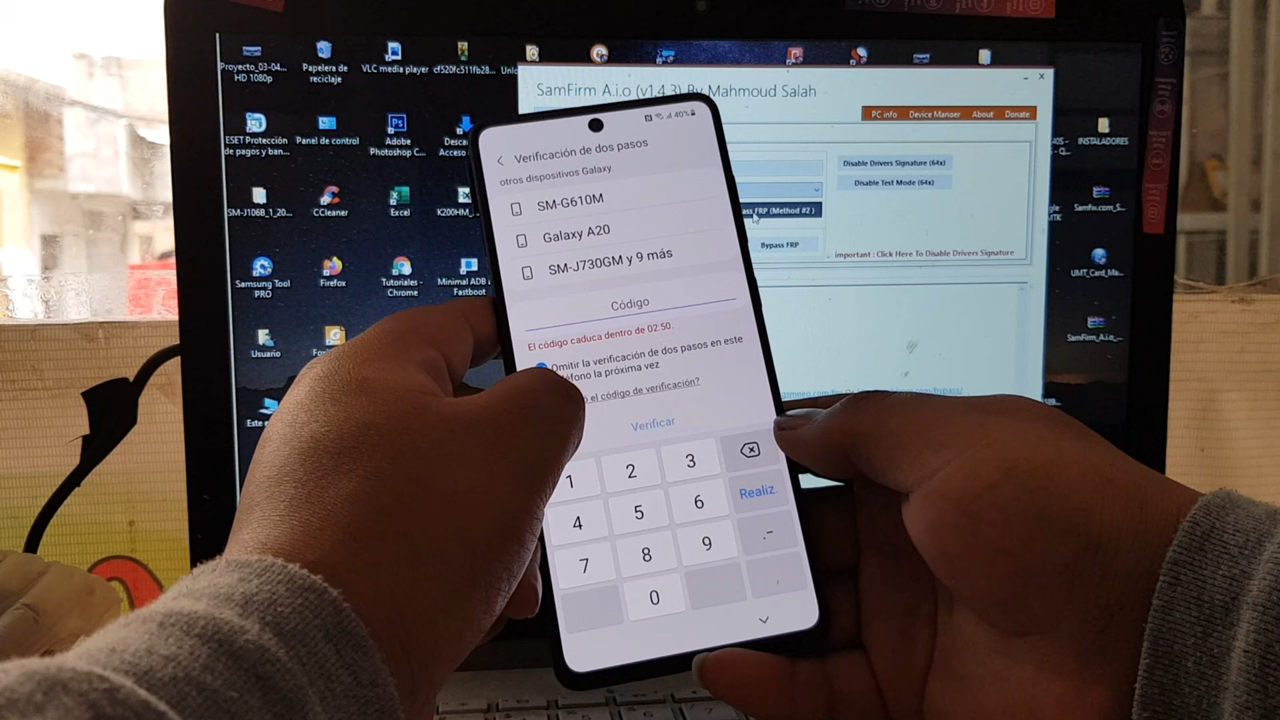 Proyecto_03-04...
HD 1080p
Papelera de
reciclaje
VLC media player
cf520fc511fb28...
ESET Protección
de pagos y ban...
Panel de control
Adobe
Photoshop C...
Acceso
SM-J106B_1_20...
CCleaner
Excel
K200HM_
Samsung Tool
PRO
Firefox
Tutoriales -
Chrome
Minimal ADB
Fastboot
Usuario
SamFirm A.i.o (v1.4.3) By Mahmoud Salah
PC info
Device Maneer
About
Donate
Disable Drivers Signature (64x)
Disable Test Mode (64x)
FRP (Method #2 )
Bypass FRP
important : Click Here To Disable Drivers Signature
INSTALADORES
Samfw.com_S...
UMT_Card_Ma...
SamFirm_A.i.o_...
40%
Verificación de dos pasos
otros dispositivos Galaxy.
SM-G610M
Galaxy A20
SM-J730GM y 9 más
Código
El código caduca dentro de 02:50.
Omitir la verificación de dos pasos en este
la próxima vez
el código de verificación?
Verificar
1 2 3
4 5 6 Realiz.
7 8 9 .-
0 ,